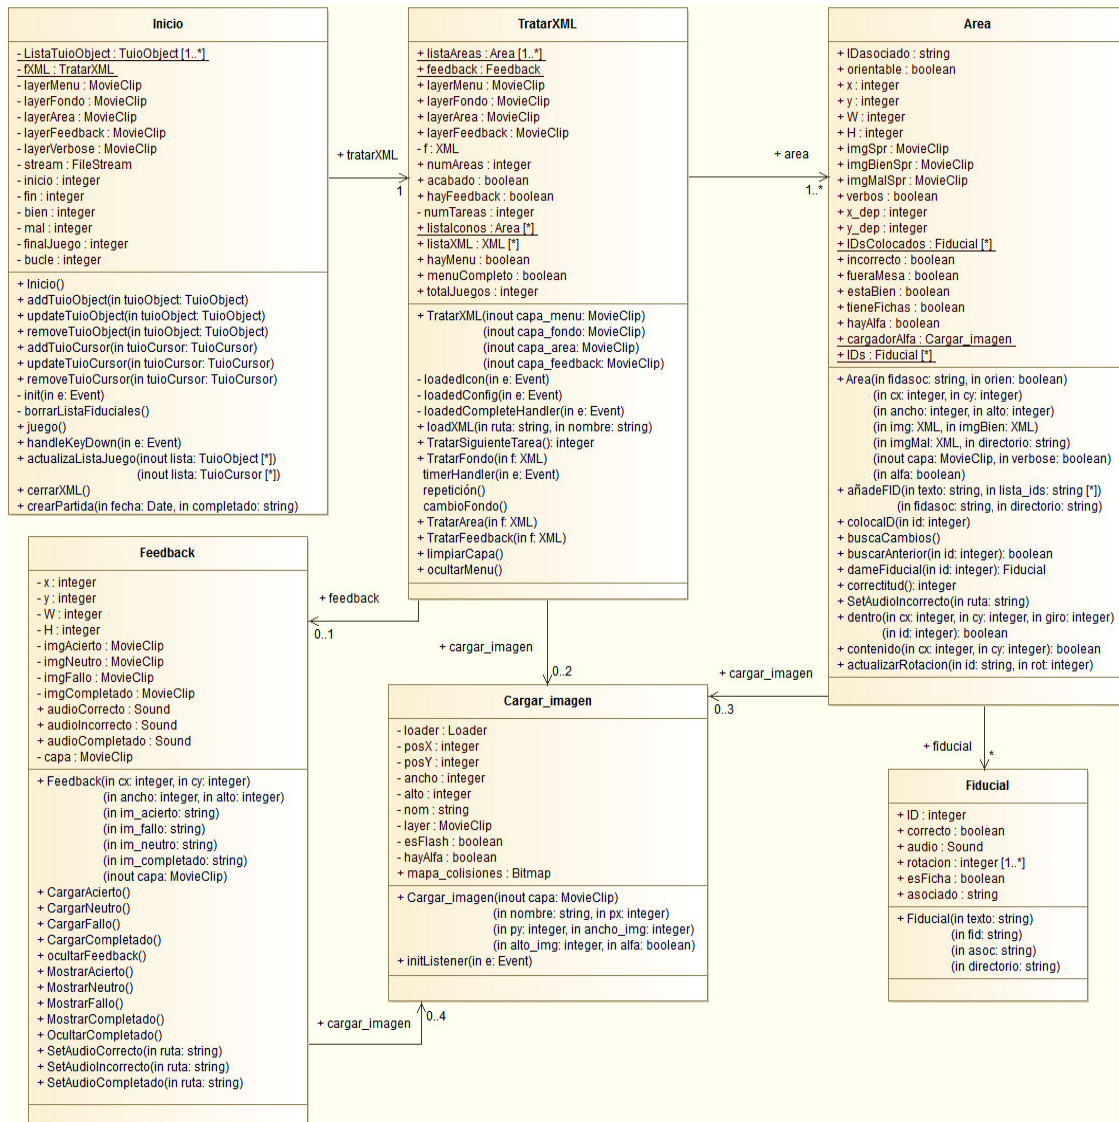 Inicio
- ListaTuioObject : TuioObject [1..*]
- fXML : TratarXML
- layerMenu : MovieClip
- layerFondo : MovieClip
- layerArea : MovieClip
- layerFeedback : MovieClip
- layerVerbose : MovieClip
- stream : FileStream
- inicio : integer
- fin : integer
- bien : integer
- mal : integer
- finalJuego : integer
- bucle : integer
+ Inicio()
+ addTuioObject(in tuioObject: TuioObject)
+ updateTuioObject(in tuioObject: TuioObject)
+ removeTuioObject(in tuioObject: TuioObject)
+ addTuioCursor(in tuioCursor: TuioCursor)
+ updateTuioCursor(in tuioCursor: TuioCursor)
+ removeTuioCursor(in tuioCursor: TuioCursor)
- init(in e: Event)
- borrarListaFiduciales()
+ juego()
+ handleKeyDown(in e: Event)
+ actualizaListaJuego(inout lista: TuioObject [*])
(inout lista: TuioCursor [*])
+ cerrarXML()
+ crearPartida(in fecha: Date, in completado: string)
+ tratarXML
1
TratarXML
+ listaAreas : Area [1..*]
+ feedback : Feedback
+ layerMenu : MovieClip
+ layerFondo : MovieClip
+ layerArea : MovieClip
+ layerFeedback : MovieClip
- f : XML
+ numAreas : integer
+ acabado : boolean
+ hayFeedback : boolean
- numTareas : integer
+ listaIconos : Area [*]
+ listaXML : XML [*]
+ hayMenu : boolean
+ menuCompleto : boolean
+ totalJuegos : integer
+ TratarXML(inout capa_menu: MovieClip)
(inout capa_fondo: MovieClip)
(inout capa_area: MovieClip)
(inout capa_feedback: MovieClip)
- loadedIcon(in e: Event)
- loadedConfig(in e: Event)
- loadedCompleteHandler(in e: Event)
+ loadXML(in ruta: string, in nombre: string)
+ TratarSiguienteTarea(): integer
+ TratarFondo(in f: XML)
timerHandler(in e: Event)
repetición()
cambioFondo()
+ TratarArea(in f: XML)
+ TratarFeedback(in f: XML)
+ limpiarCapa()
+ ocultarMenu()
+ area
1..*
Area
+ IDasociado : string
+ orientable : boolean
+ x : integer
+ y : integer
+ W : integer
+ H : integer
+ imgSpr : MovieClip
+ imgBienSpr : MovieClip
+ imgMalSpr : MovieClip
+ verbos : boolean
+ x_dep : integer
+ y_dep : integer
+ IDsColocados : Fiducial [*]
+ incorrecto : boolean
+ fueraMesa : boolean
+ estaBien : boolean
+ tieneFichas : boolean
+ hayAlfa : boolean
+ cargadorAlfa : Cargar_imagen
+ IDs : Fiducial [*]
+ Area(in fidasoc: string, in orien: boolean)
(in cx: integer, in cy: integer)
(in ancho: integer, in alto: integer)
(in img: XML, in imgBien: XML)
(in imgMal: XML, in directorio: string)
(inout capa: MovieClip, in verbose: boolean)
(in alfa: boolean)
+ añadeFID(in texto: string, in lista_ids: string [*])
(in fidasoc: string, in directorio: string)
+ colocaID(in id: integer)
+ buscaCambios()
+ buscarAnterior(in id: integer): boolean
+ dameFiducial(in id: integer): Fiducial
+ correctitud(): integer
+ SetAudioIncorrecto(in ruta: string)
+ dentro(in cx: integer, in cy: integer, in giro: integer)
(in id: integer): boolean
+ contenido(in cx: integer, in cy: integer): boolean
+ actualizarRotacion(in id: string, in rot: integer)
+ feedback
0..1
+ cargar_imagen
0..2
+ cargar_imagen
0..3
+ fiducial
*
Feedback
- x : integer
- y : integer
- W : integer
- H : integer
- imgAcierto : MovieClip
- imgNeutro : MovieClip
- imgFallo : MovieClip
- imgCompletado : MovieClip
+ audioCorrecto : Sound
+ audioIncorrecto : Sound
+ audioCompletado : Sound
- capa : MovieClip
+ Feedback(in cx: integer, in cy: integer)
(in ancho: integer, in alto: integer)
(in im_acierto: string)
(in im_fallo: string)
(in im_neutro: string)
(in im_completado: string)
(inout capa: MovieClip)
+ CargarAcierto()
+ CargarNeutro()
+ CargarFallo()
+ CargarCompletado()
+ ocultarFeedback()
+ MostrarAcierto()
+ MostrarNeutro()
+ MostrarFallo()
+ MostrarCompletado()
+ OcultarCompletado()
+ SetAudioCorrecto(in ruta: string)
+ SetAudioIncorrecto(in ruta: string)
+ SetAudioCompletado(in ruta: string)
+ cargar_imagen
0..4
Cargar_imagen
- loader : Loader
- posX : integer
- posY : integer
- ancho : integer
- alto : integer
- nom : string
- layer : MovieClip
- esFlash : boolean
- hayAlfa : boolean
+ mapa_colisiones : Bitmap
+ Cargar_imagen(inout capa: MovieClip)
(in nombre: string, in px: integer)
(in py: integer, in ancho_img: integer)
(in alto_img: integer, in alfa: boolean)
+ initListener(in e: Event)
Fiducial
+ ID : integer
+ correcto : boolean
+ audio : Sound
+ rotacion : integer [1..*]
+ esFicha : boolean
+ asociado : string
+ Fiducial(in texto: string)
(in fid: string)
(in asoc: string)
(in directorio: string)